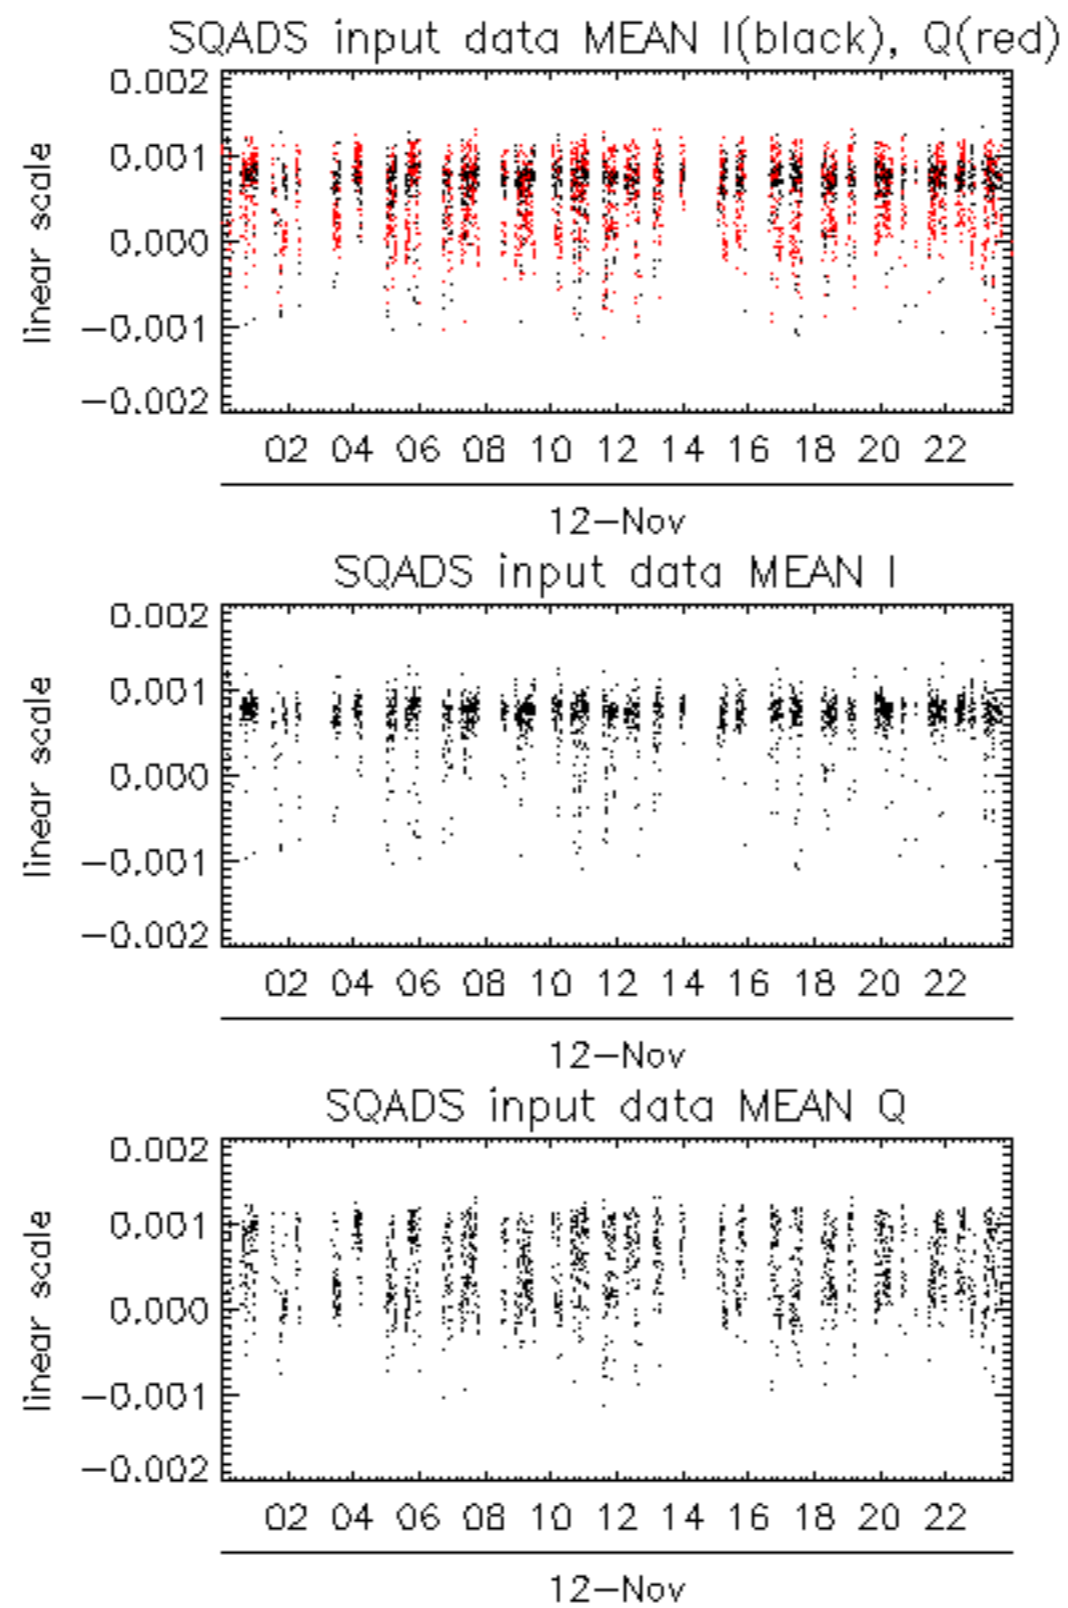 SQADS input data MEAN I(black), Q(red)
0.002
0.001
0.000
−0.001
−0.002
linear scale
02 04 06 08 10 12 14 16 18 20 22
12−Nov
SQADS input data MEAN I
0.002
0.001
0.000
−0.001
−0.002
linear scale
02 04 06 08 10 12 14 16 18 20 22
12−Nov
SQADS input data MEAN Q
0.002
0.001
0.000
−0.001
−0.002
linear scale
02 04 06 08 10 12 14 16 18 20 22
12−Nov